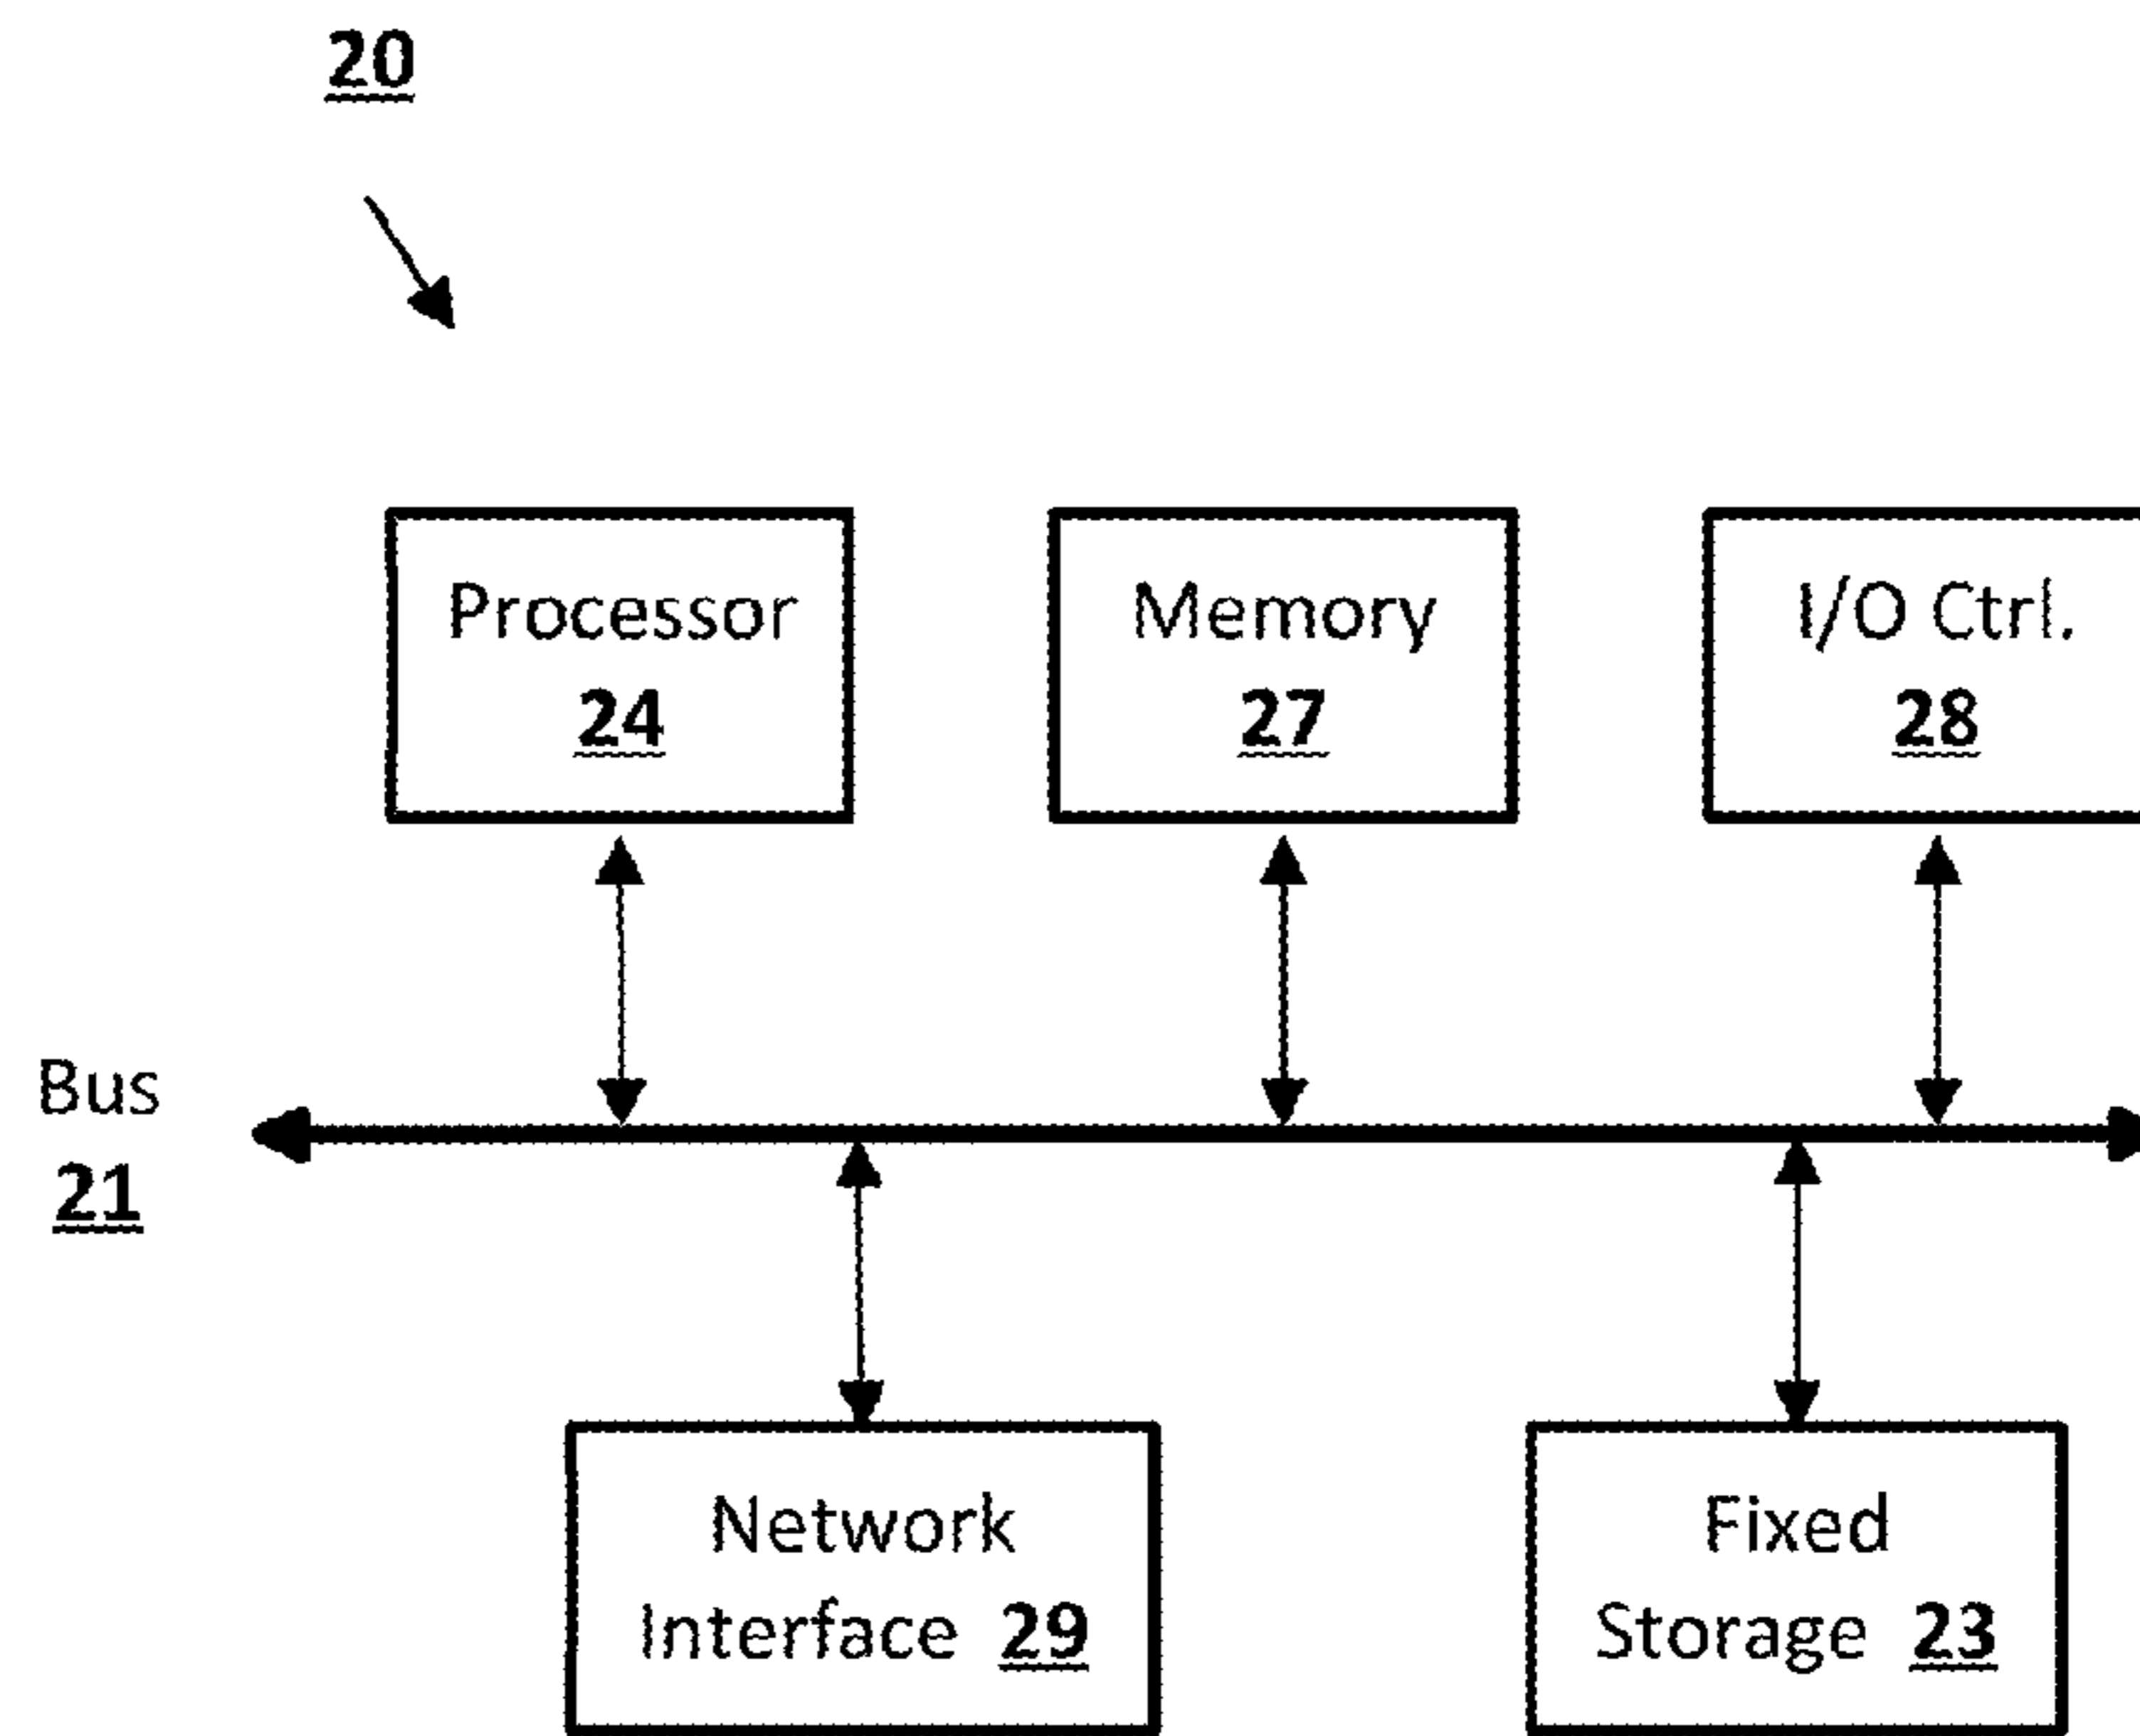 20
Processor
24
Memory
27
I/O Ctrl.
28
Bus
21
Network
Interface 29
Fixed
Storage 23